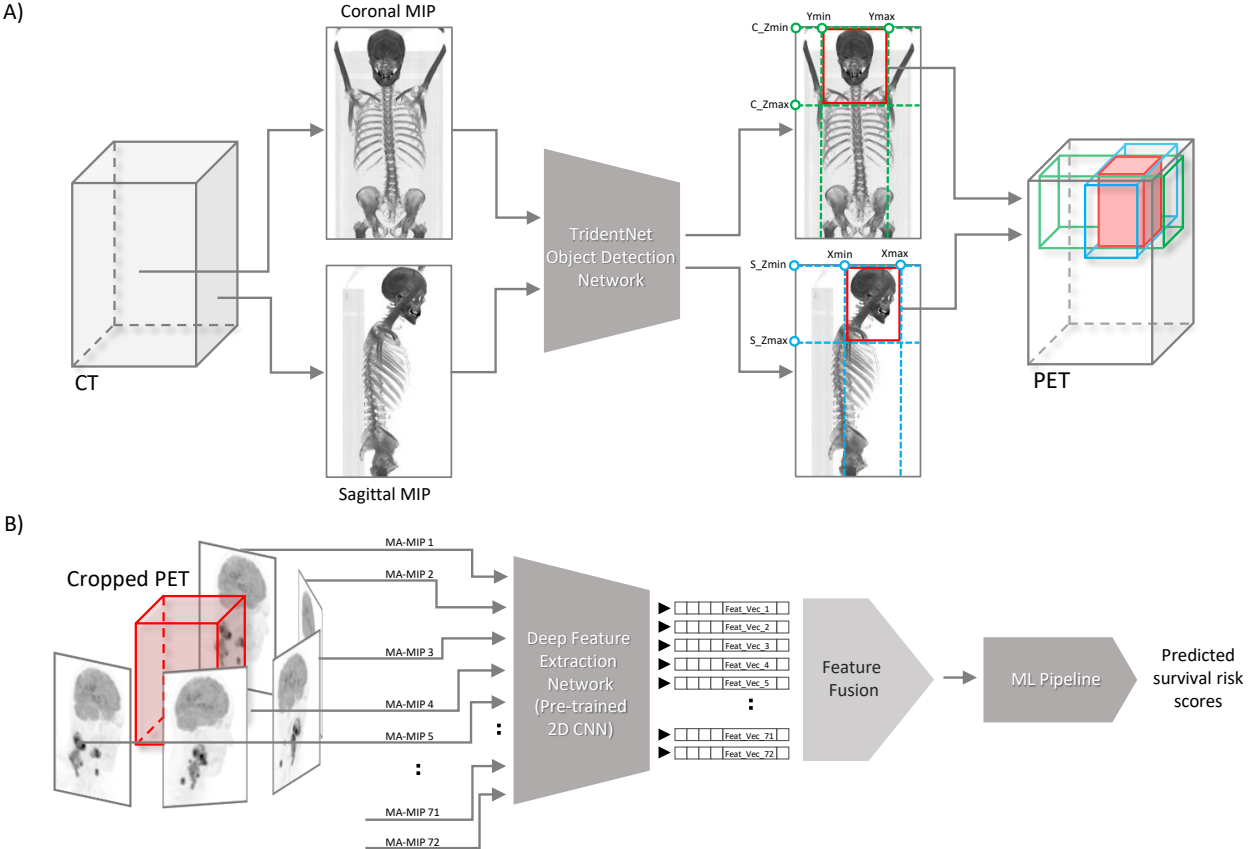 A)
Coronal MIP
Ymin
Ymax
C_Zmin
C_Zmax
CT
TridentNet
Object Detection
Network
Xmin
Xmax
S_Zmin
S_Zmax
PET
Sagittal MIP
B)
Cropped PET
MA-MIP 1
MA-MIP 2
MA-MIP 3
MA-MIP 4
MA-MIP 5
:
MA-MIP 71
MA-MIP 72
:
Deep Feature
Extraction
Network
(Pre-trained
2D CNN)
Feat_Vec_1
Feat_Vec_2
Feat_Vec_3
Feat_Vec_4
Feat_Vec_5
:
Feat_Vec_71
Feat_Vec_72
Feature
Fusion
ML Pipeline
Predicted
survival risk
scores